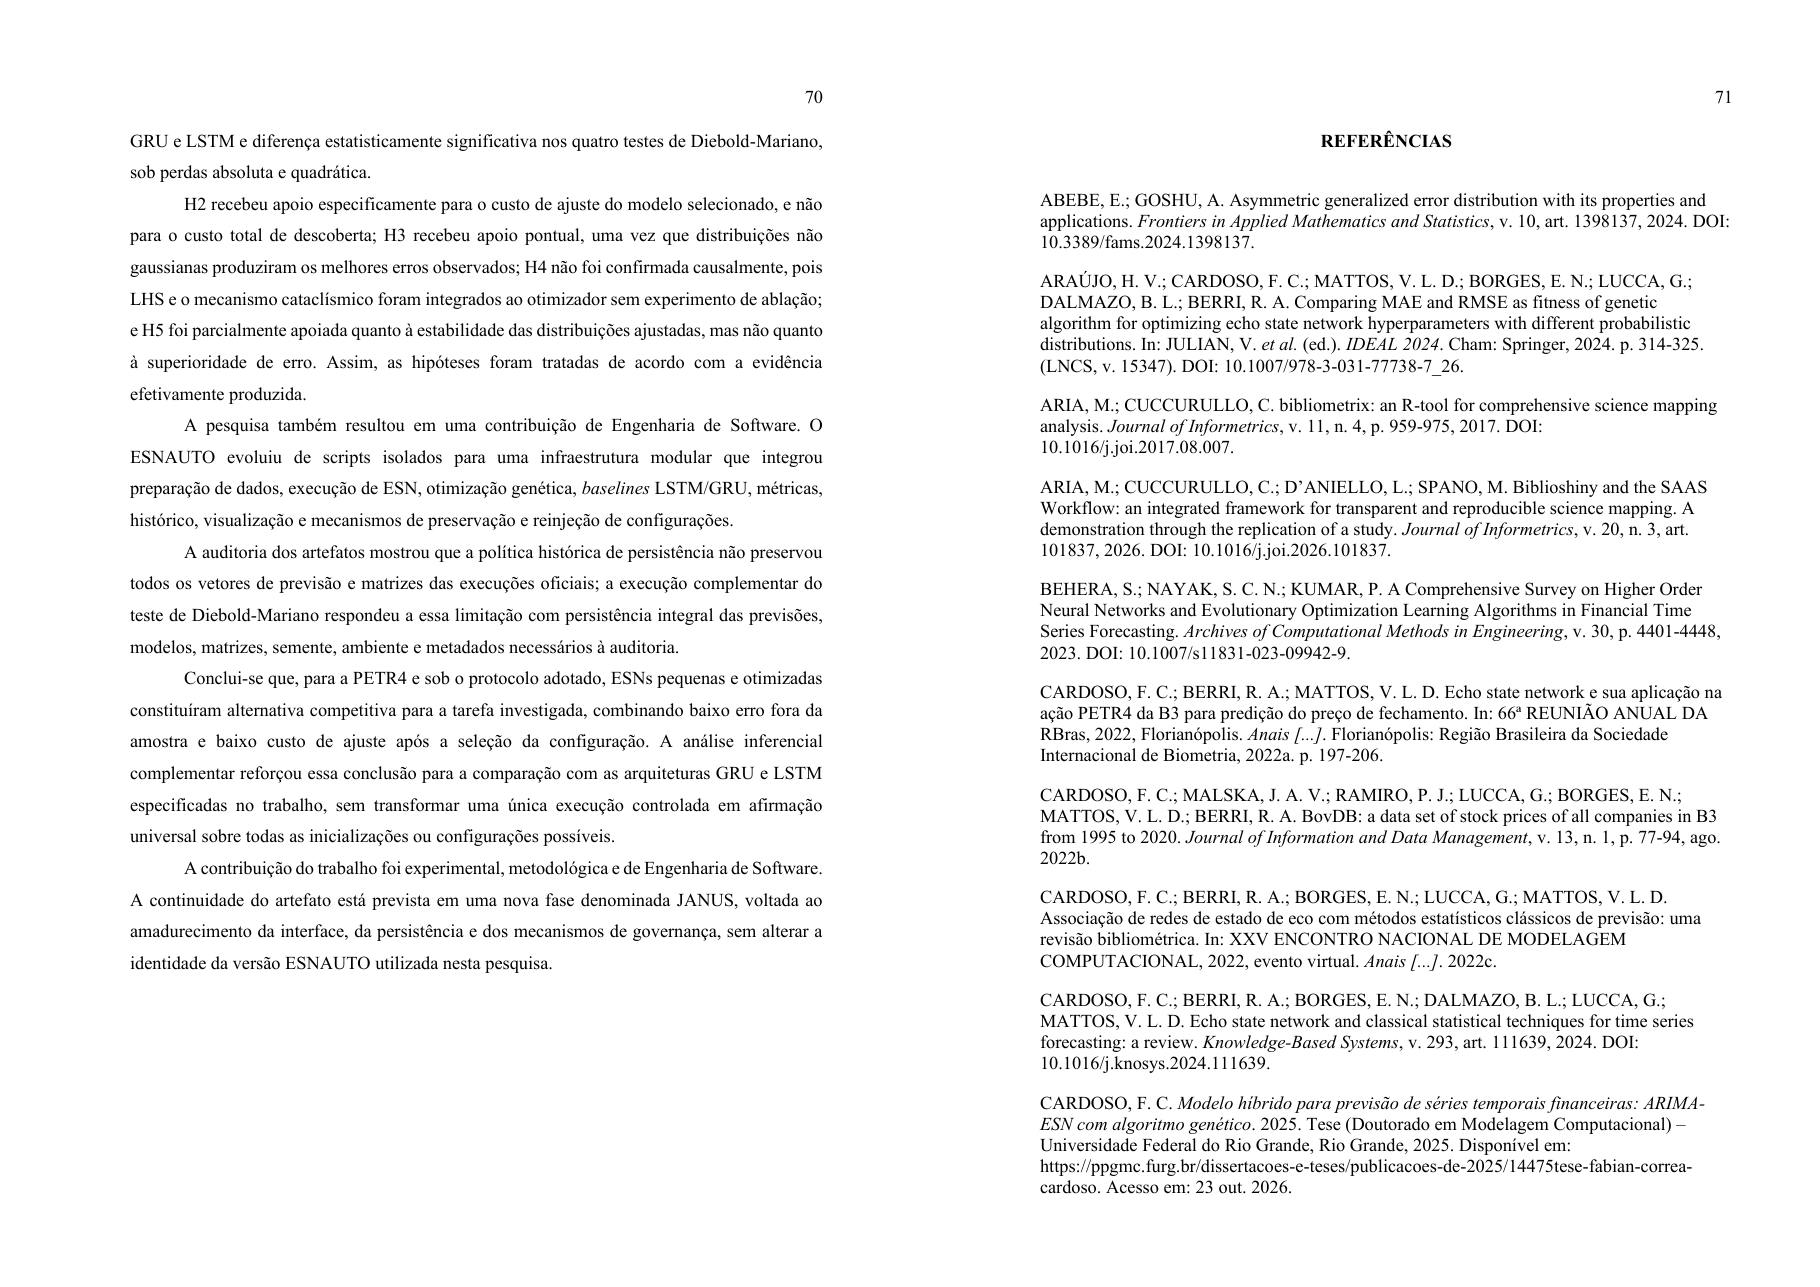 70
GRU e LSTM e diferença estatisticamente significativa nos quatro testes de Diebold-Mariano,
sob perdas absoluta e quadrática.
H2 recebeu apoio especificamente para o custo de ajuste do modelo selecionado, e não
para o custo total de descoberta; H3 recebeu apoio pontual, uma vez que distribuições não
gaussianas produziram os melhores erros observados; H4 não foi confirmada causalmente, pois
LHS e o mecanismo cataclísmico foram integrados ao otimizador sem experimento de ablação;
e H5 foi parcialmente apoiada quanto à estabilidade das distribuições ajustadas, mas não quanto
à superioridade de erro. Assim, as hipóteses foram tratadas de acordo com a evidência
efetivamente produzida.
A pesquisa também resultou em uma contribuição de Engenharia de Software. O
ESNAUTO evoluiu de scripts isolados para uma infraestrutura modular que integrou
preparação de dados, execução de ESN, otimização genética, baselines LSTM/GRU, métricas,
histórico, visualização e mecanismos de preservação e reinjeção de configurações.
A auditoria dos artefatos mostrou que a política histórica de persistência não preservou
todos os vetores de previsão e matrizes das execuções oficiais; a execução complementar do
teste de Diebold-Mariano respondeu a essa limitação com persistência integral das previsões,
modelos, matrizes, semente, ambiente e metadados necessários à auditoria.
Conclui-se que, para a PETR4 e sob o protocolo adotado, ESNs pequenas e otimizadas
constituíram alternativa competitiva para a tarefa investigada, combinando baixo erro fora da
amostra e baixo custo de ajuste após a seleção da configuração. A análise inferencial
complementar reforçou essa conclusão para a comparação com as arquiteturas GRU e LSTM
especificadas no trabalho, sem transformar uma única execução controlada em afirmação
universal sobre todas as inicializações ou configurações possíveis.
A contribuição do trabalho foi experimental, metodológica e de Engenharia de Software.
A continuidade do artefato está prevista em uma nova fase denominada JANUS, voltada ao
amadurecimento da interface, da persistência e dos mecanismos de governança, sem alterar a
identidade da versão ESNAUTO utilizada nesta pesquisa.
71
REFERÊNCIAS
ABEBE, E.; GOSHU, A. Asymmetric generalized error distribution with its properties and
applications. Frontiers in Applied Mathematics and Statistics, v. 10, art. 1398137, 2024. DOI:
10.3389/fams.2024.1398137.
ARAÚJO, H. V.; CARDOSO, F. C.; MATTOS, V. L. D.; BORGES, E. N.; LUCCA, G.;
DALMAZO, B. L.; BERRI, R. A. Comparing MAE and RMSE as fitness of genetic
algorithm for optimizing echo state network hyperparameters with different probabilistic
distributions. In: JULIAN, V. et al. (ed.). IDEAL 2024. Cham: Springer, 2024. p. 314-325.
(LNCS, v. 15347). DOI: 10.1007/978-3-031-77738-7_26.
ARIA, M.; CUCCURULLO, C. bibliometrix: an R-tool for comprehensive science mapping
analysis. Journal of Informetrics, v. 11, n. 4, p. 959-975, 2017. DOI:
10.1016/j.joi.2017.08.007.
ARIA, M.; CUCCURULLO, C.; D’ANIELLO, L.; SPANO, M. Biblioshiny and the SAAS
Workflow: an integrated framework for transparent and reproducible science mapping. A
demonstration through the replication of a study. Journal of Informetrics, v. 20, n. 3, art.
101837, 2026. DOI: 10.1016/j.joi.2026.101837.
BEHERA, S.; NAYAK, S. C. N.; KUMAR, P. A Comprehensive Survey on Higher Order
Neural Networks and Evolutionary Optimization Learning Algorithms in Financial Time
Series Forecasting. Archives of Computational Methods in Engineering, v. 30, p. 4401-4448,
2023. DOI: 10.1007/s11831-023-09942-9.
CARDOSO, F. C.; BERRI, R. A.; MATTOS, V. L. D. Echo state network e sua aplicação na
ação PETR4 da B3 para predição do preço de fechamento. In: 66ª REUNIÃO ANUAL DA
RBras, 2022, Florianópolis. Anais [...]. Florianópolis: Região Brasileira da Sociedade
Internacional de Biometria, 2022a. p. 197-206.
CARDOSO, F. C.; MALSKA, J. A. V.; RAMIRO, P. J.; LUCCA, G.; BORGES, E. N.;
MATTOS, V. L. D.; BERRI, R. A. BovDB: a data set of stock prices of all companies in B3
from 1995 to 2020. Journal of Information and Data Management, v. 13, n. 1, p. 77-94, ago.
2022b.
CARDOSO, F. C.; BERRI, R. A.; BORGES, E. N.; LUCCA, G.; MATTOS, V. L. D.
Associação de redes de estado de eco com métodos estatísticos clássicos de previsão: uma
revisão bibliométrica. In: XXV ENCONTRO NACIONAL DE MODELAGEM
COMPUTACIONAL, 2022, evento virtual. Anais [...]. 2022c.
CARDOSO, F. C.; BERRI, R. A.; BORGES, E. N.; DALMAZO, B. L.; LUCCA, G.;
MATTOS, V. L. D. Echo state network and classical statistical techniques for time series
forecasting: a review. Knowledge-Based Systems, v. 293, art. 111639, 2024. DOI:
10.1016/j.knosys.2024.111639.
CARDOSO, F. C. Modelo híbrido para previsão de séries temporais financeiras: ARIMA-
ESN com algoritmo genético. 2025. Tese (Doutorado em Modelagem Computacional) –
Universidade Federal do Rio Grande, Rio Grande, 2025. Disponível em:
https://ppgmc.furg.br/dissertacoes-e-teses/publicacoes-de-2025/14475tese-fabian-correa-
cardoso. Acesso em: 23 out. 2026.